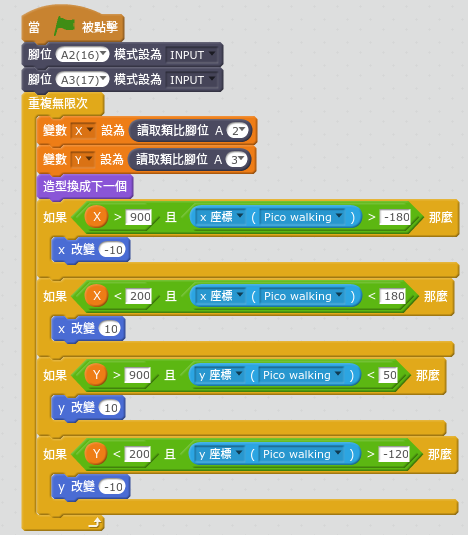 當 被點擊
腳位 A2(16) 模式設為 INPUT
腳位 A3(17) 模式設為 INPUT
重複無限次
變數 X 設為 讀取類比腳位 A 2
變數 Y 設為 讀取類比腳位 A 3
造型換成下一個
如果 X > 900 且 x 座標 ( Pico walking ) > -180 那麼
x 改變 -10
如果 X < 200 且 x 座標 ( Pico walking ) < 180 那麼
x 改變 10
如果 Y > 900 且 y 座標 ( Pico walking ) < 50 那麼
y 改變 10
如果 Y < 200 且 y 座標 ( Pico walking ) > -120 那麼
y 改變 -10